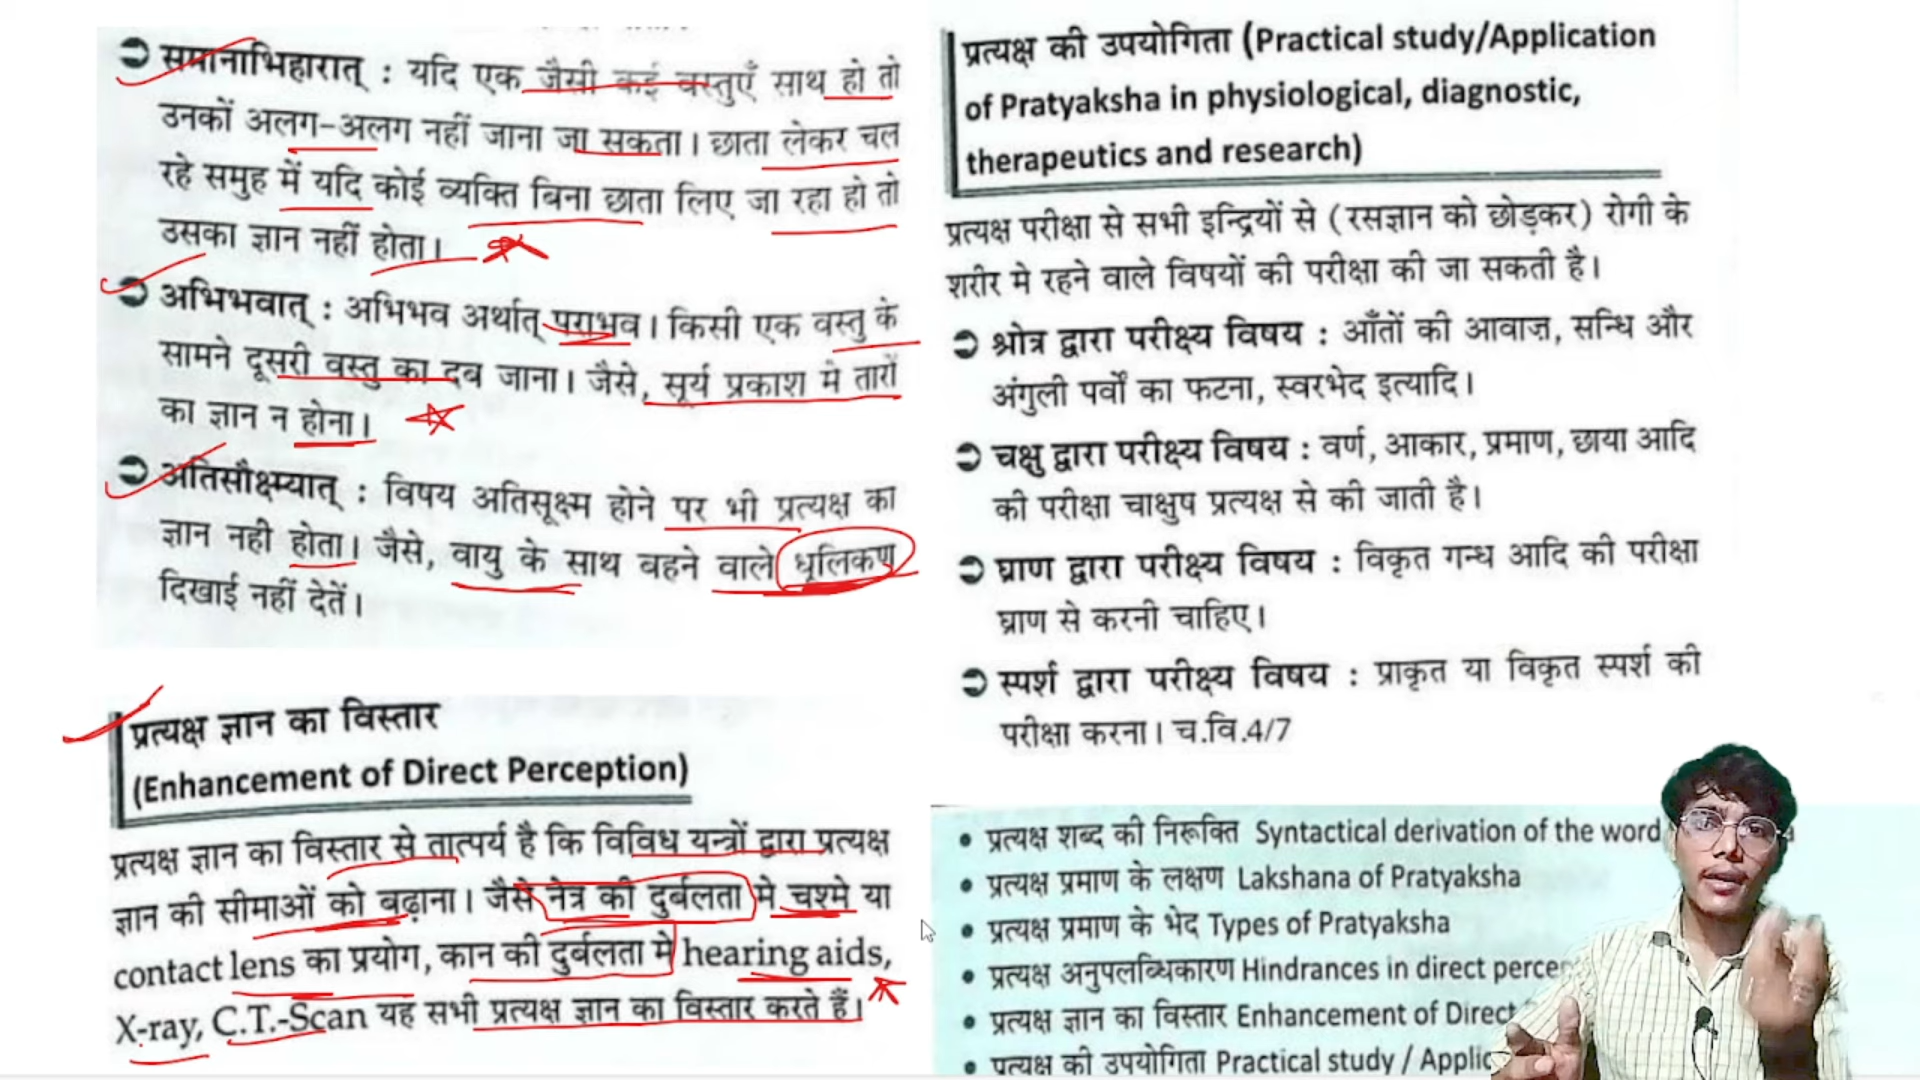 समानाभिहारात् : यदि एक जैसी कई वस्तुएँ साथ हो तो
उनकों अलग-अलग नहीं जाना जा सकता। छाता लेकर चल
रहे समुह में यदि कोई व्यक्ति बिना छाता लिए जा रहा हो तो
उसका ज्ञान नहीं होता।
अभिभवात् : अभिभव अर्थात् पराभव। किसी एक वस्तु के
सामने दूसरी वस्तु का दब जाना। जैसे, सूर्य प्रकाश मे तारों
का ज्ञान न होना।
अतिसौक्ष्म्यात् : विषय अतिसूक्ष्म होने पर भी प्रत्यक्ष का
ज्ञान नही होता। जैसे, वायु के साथ बहने वाले धूलिकण
दिखाई नहीं देतें।
प्रत्यक्ष ज्ञान का विस्तार
(Enhancement of Direct Perception)
प्रत्यक्ष ज्ञान का विस्तार से तात्पर्य है कि विविध यन्त्रों द्वारा प्रत्यक्ष
ज्ञान की सीमाओं को बढ़ाना। जैसे नेत्र की दुर्बलता मे चश्मे या
contact lens का प्रयोग, कान की दुर्बलता मे hearing aids,
X-ray, C.T.-Scan यह सभी प्रत्यक्ष ज्ञान का विस्तार करते हैं।
प्रत्यक्ष की उपयोगिता (Practical study/Application
of Pratyaksha in physiological, diagnostic,
therapeutics and research)
प्रत्यक्ष परीक्षा से सभी इन्द्रियों से (रसज्ञान को छोड़कर) रोगी के
शरीर मे रहने वाले विषयों की परीक्षा की जा सकती है।
श्रोत्र द्वारा परीक्ष्य विषय : आँतों की आवाज़, सन्धि और
अंगुली पर्वों का फटना, स्वरभेद इत्यादि।
चक्षु द्वारा परीक्ष्य विषय : वर्ण, आकार, प्रमाण, छाया आदि
की परीक्षा चाक्षुष प्रत्यक्ष से की जाती है।
घ्राण द्वारा परीक्ष्य विषय : विकृत गन्ध आदि की परीक्षा
घ्राण से करनी चाहिए।
स्पर्श द्वारा परीक्ष्य विषय : प्राकृत या विकृत स्पर्श की
परीक्षा करना। च.वि.4/7
• प्रत्यक्ष शब्द की निरूक्ति Syntactical derivation of the word
• प्रत्यक्ष प्रमाण के लक्षण Lakshana of Pratyaksha
• प्रत्यक्ष प्रमाण के भेद Types of Pratyaksha
• प्रत्यक्ष अनुपलब्धिकारण Hindrances in direct
• प्रत्यक्ष ज्ञान का विस्तार Enhancement of Direct
• प्रत्यक्ष की उपयोगिता Practical study /